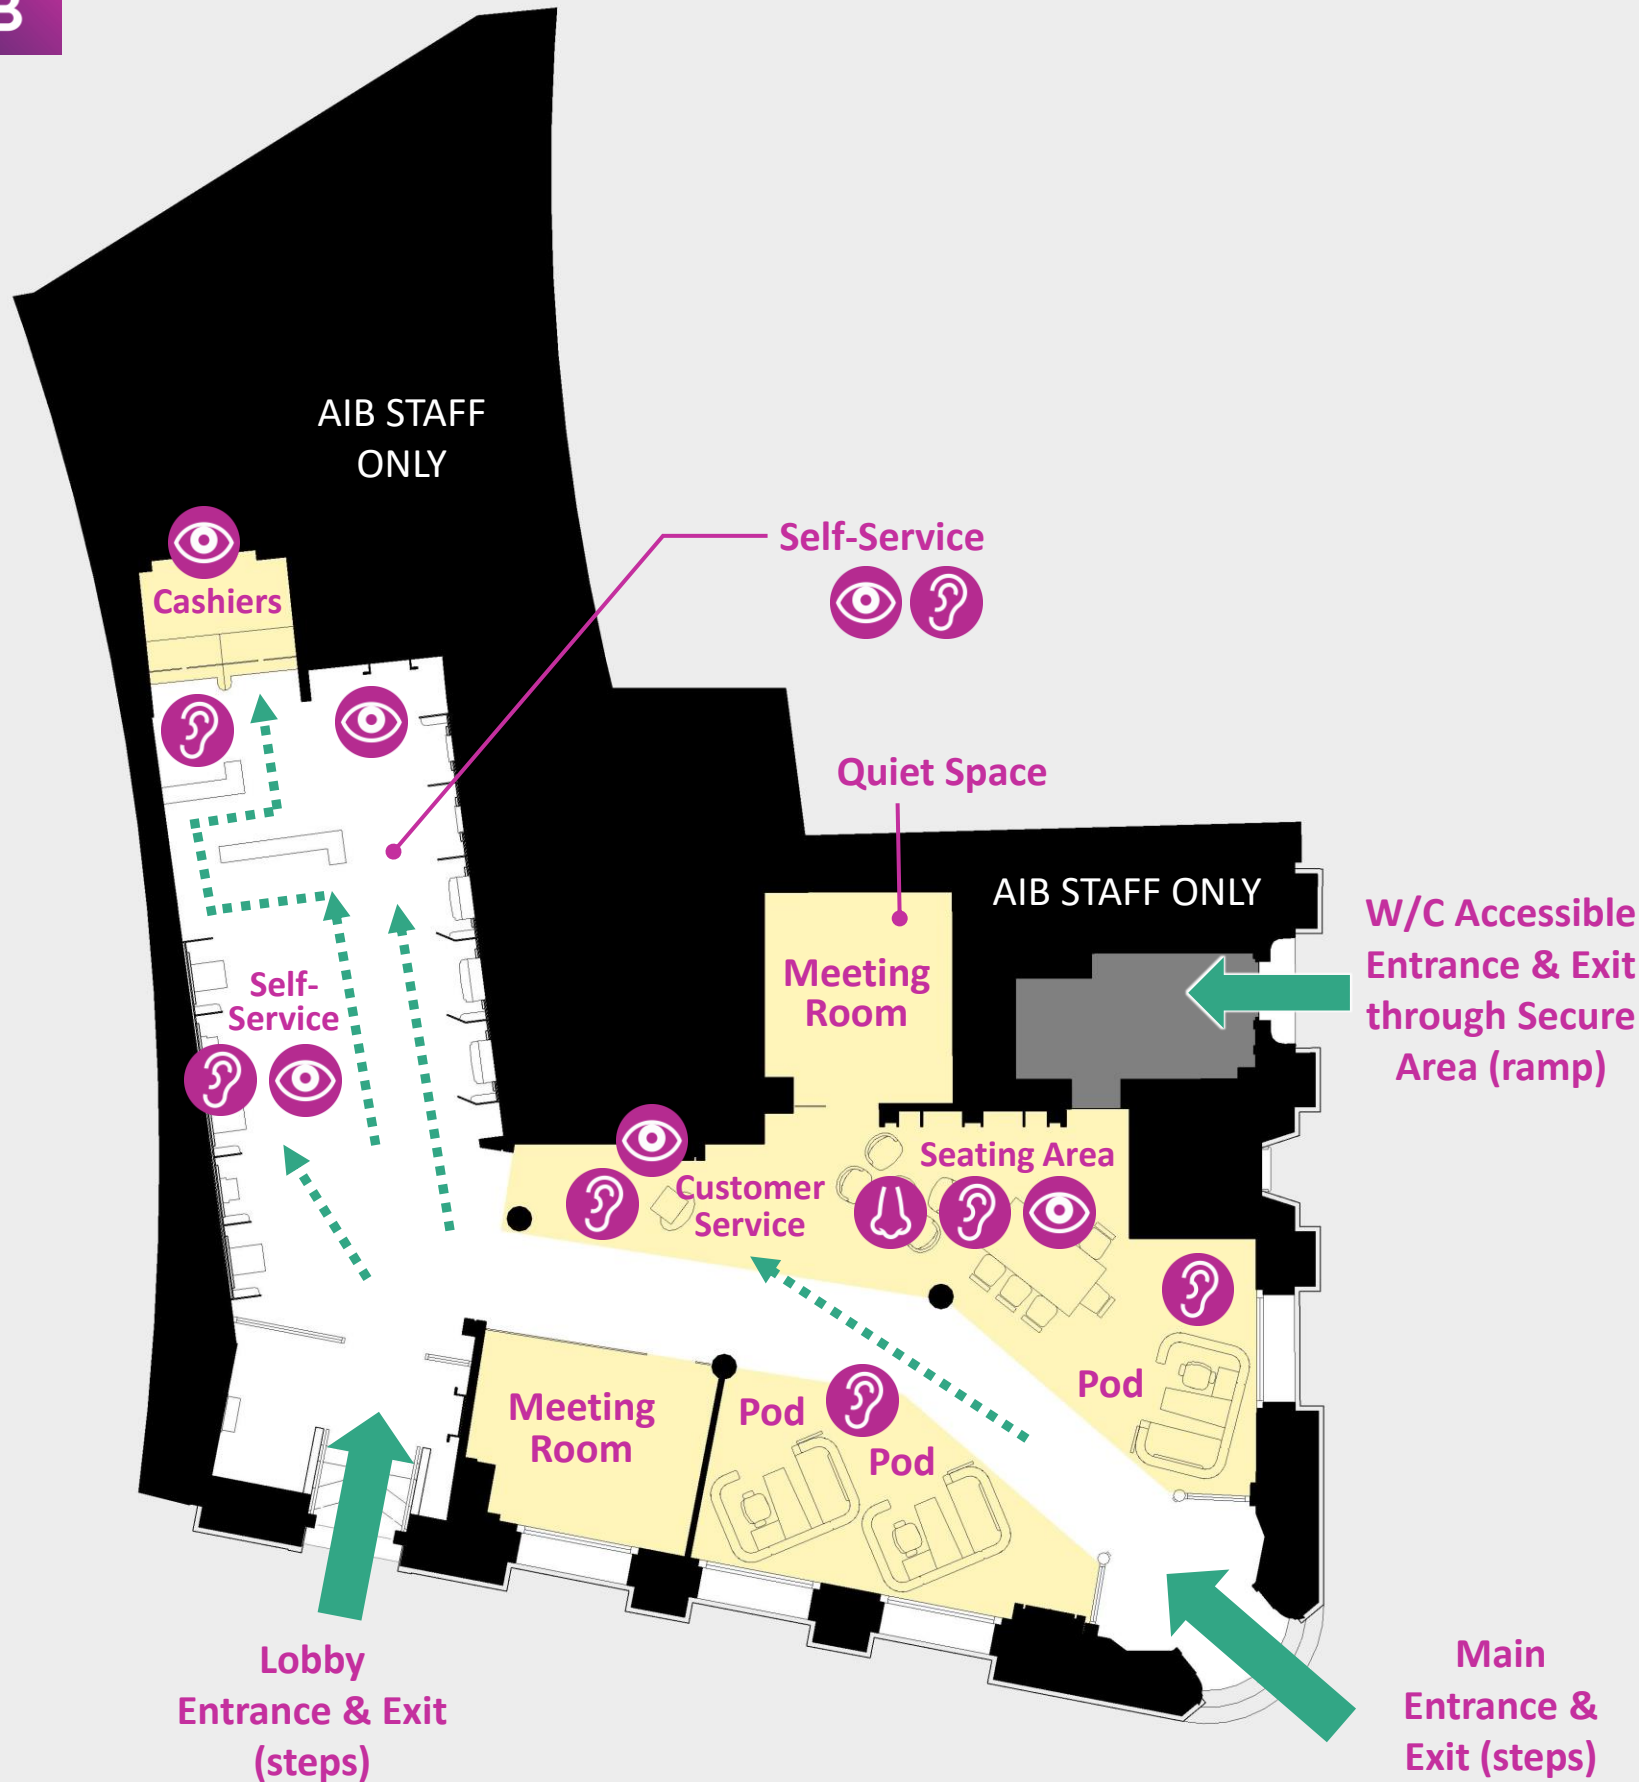 B
AIB STAFF
ONLY
Self-Service
Cashiers
Quiet Space
AIB STAFF ONLY
W/C Accessible
Entrance & Exit
through Secure
Area (ramp)
Meeting
Room
Self-
Service
Seating Area
Customer
Service
Pod
Meeting
Room
Pod
Pod
Lobby
Entrance & Exit
(steps)
Main
Entrance &
Exit (steps)